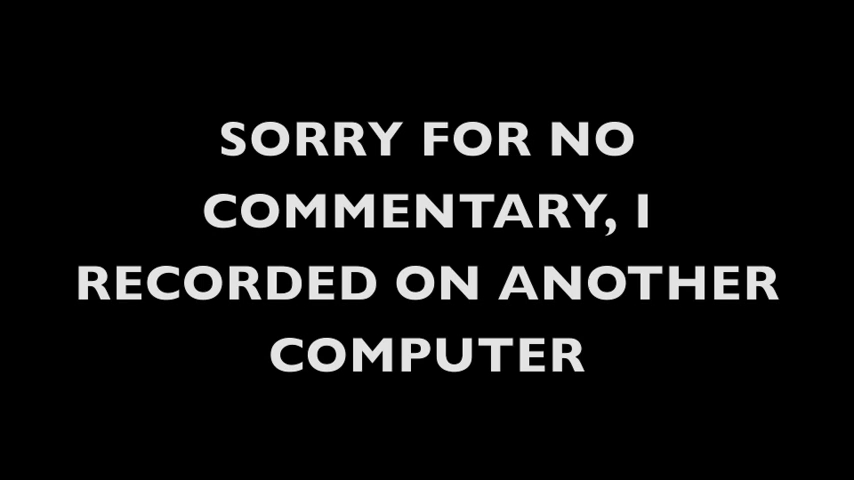 SORRY FOR NO
COMMENTARY, I
RECORDED ON ANOTHER
COMPUTER